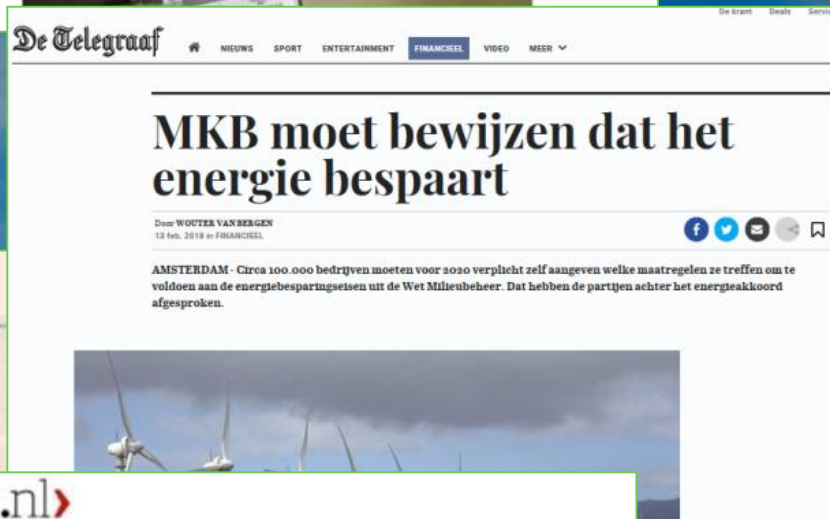 De krant Deals
De Telegraaf NIEUWS SPORT ENTERTAINMENT FINANCIEEL VIDEO MEER
MKB moet bewijzen dat het
energie bespaart
Door WOUTER VAN BERGEN
13 feb. 2018 in FINANCIEEL
AMSTERDAM - Circa 100.000 bedrijven moeten voor 2020 verplicht zelf aangeven welke maatregelen ze treffen om te
voldoen aan de energiebesparingseisen uit de Wet Milieubeheer. Dat hebben de partijen achter het energieakkoord
afgesproken.
.nl